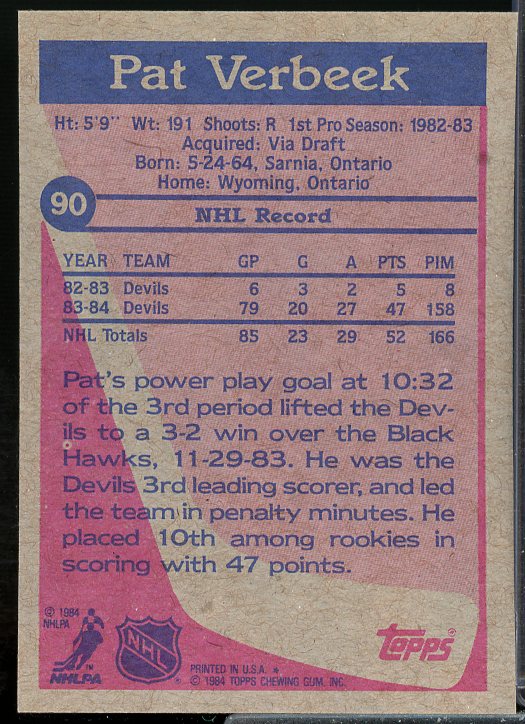 Pat Verbeek
Ht: 5'9" Wt: 191 Shoots: R 1st Pro Season: 1982-83
Acquired: Via Draft
Born: 5-24-64, Sarnia, Ontario
Home: Wyoming, Ontario
90
NHL Record
YEAR TEAM GP G A PTS PIM
82-83 Devils 6 3 2 5 8
83-84 Devils 79 20 27 47 158
NHL Totals 85 23 29 52 166
Pat's power play goal at 10:32
of the 3rd period lifted the Dev-
ils to a 3-2 win over the Black
Hawks, 11-29-83. He was the
Devils 3rd leading scorer, and led
the team in penalty minutes. He
placed 10th among rookies in
scoring with 47 points.
© 1984
NHLPA
TM
NHLPA
NHL
topps®
PRINTED IN U.S.A. *
© 1984 TOPPS CHEWING GUM, INC.